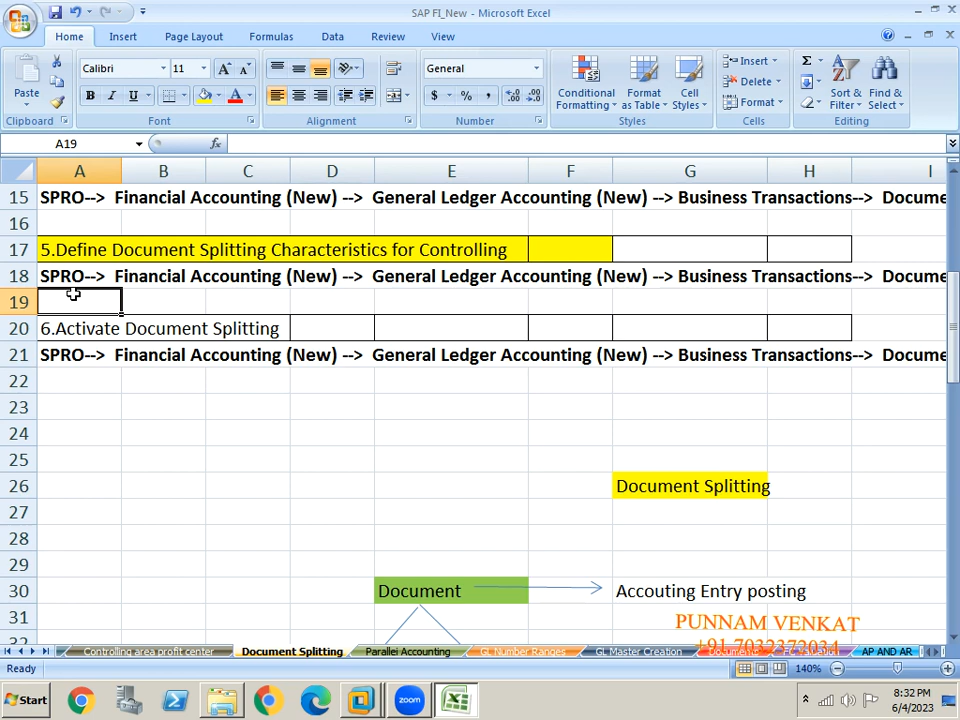 SAP FI_New - Microsoft Excel
Home Insert Page Layout Formulas Data Review View
Paste
Calibri 11
B I U
General
$ % ,
Conditional Formatting
Format as Table
Cell Styles
Insert
Delete
Format
Sort & Filter
Find & Select
Clipboard Font Alignment Number Styles Cells Editing
A19 fx
A B C D E F G H I
15 SPRO--> Financial Accounting (New) --> General Ledger Accounting (New) --> Business Transactions--> Docume
16
17 5.Define Document Splitting Characteristics for Controlling
18 SPRO--> Financial Accounting (New) --> General Ledger Accounting (New) --> Business Transactions--> Docume
19
20 6.Activate Document Splitting
21 SPRO--> Financial Accounting (New) --> General Ledger Accounting (New) --> Business Transactions--> Docume
22
23
24
25
26 Document Splitting
27
28
29
30 Document Accouting Entry posting
31
32
PUNNAM VENKAT
+91 7032372034
Controlling area profit center Document Splitting Parallel Accounting GL Number Ranges GL Master Creation AP AND AR
Ready 140%
Start zoom 8:32 PM
6/4/2023